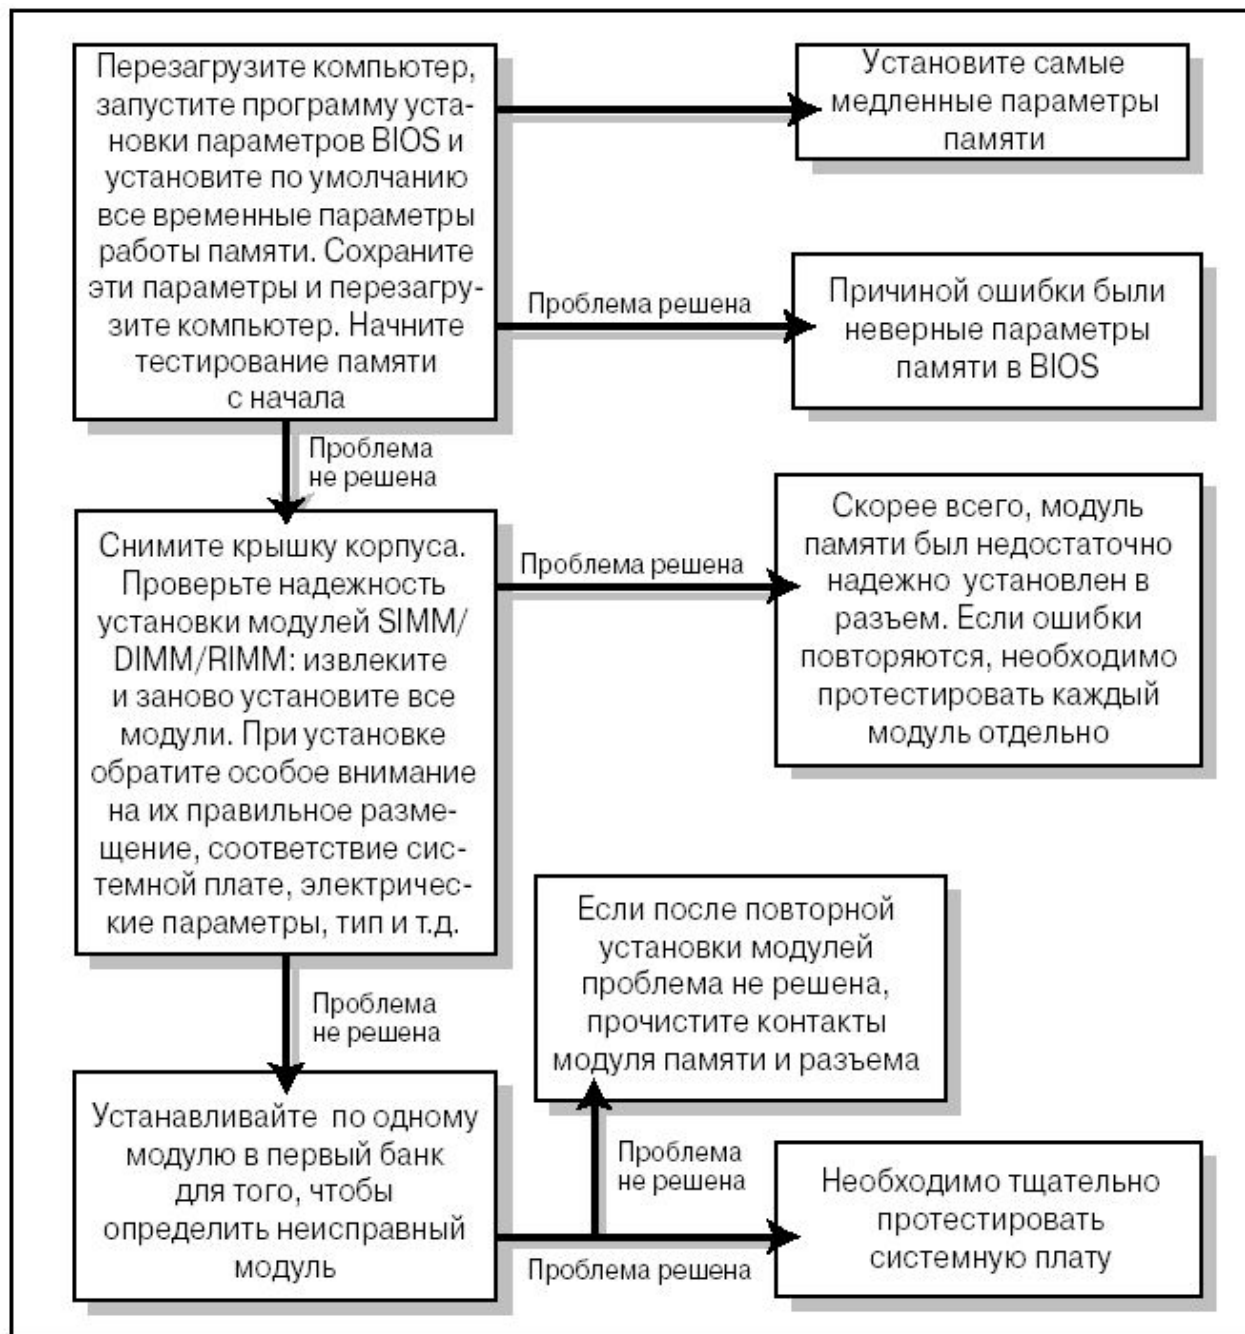 Перезагрузите компьютер,
запустите программу уста-
новки параметров BIOS и
установите по умолчанию
все временные параметры
работы памяти. Сохраните
эти параметры и перезагру-
зите компьютер. Начните
тестирование памяти
с начала
Установите самые
медленные параметры
памяти
Проблема решена
Причиной ошибки были
неверные параметры
памяти в BIOS
Проблема
не решена
Снимите крышку корпуса.
Проверьте надежность
установки модулей SIMM/
DIMM/RIMM: извлеките
и заново установите все
модули. При установке
обратите особое внимание
на их правильное разме-
щение, соответствие сис-
темной плате, электричес-
кие параметры, тип и т.д.
Проблема решена
Скорее всего, модуль
памяти был недостаточно
надежно установлен в
разъем. Если ошибки
повторяются, необходимо
протестировать каждый
модуль отдельно
Проблема
не решена
Устанавливайте по одному
модулю в первый банк
для того, чтобы
определить неисправный
модуль
Если после повторной
установки модулей
проблема не решена,
прочистите контакты
модуля памяти и разъема
Проблема
не решена
Проблема решена
Необходимо тщательно
протестировать
системную плату